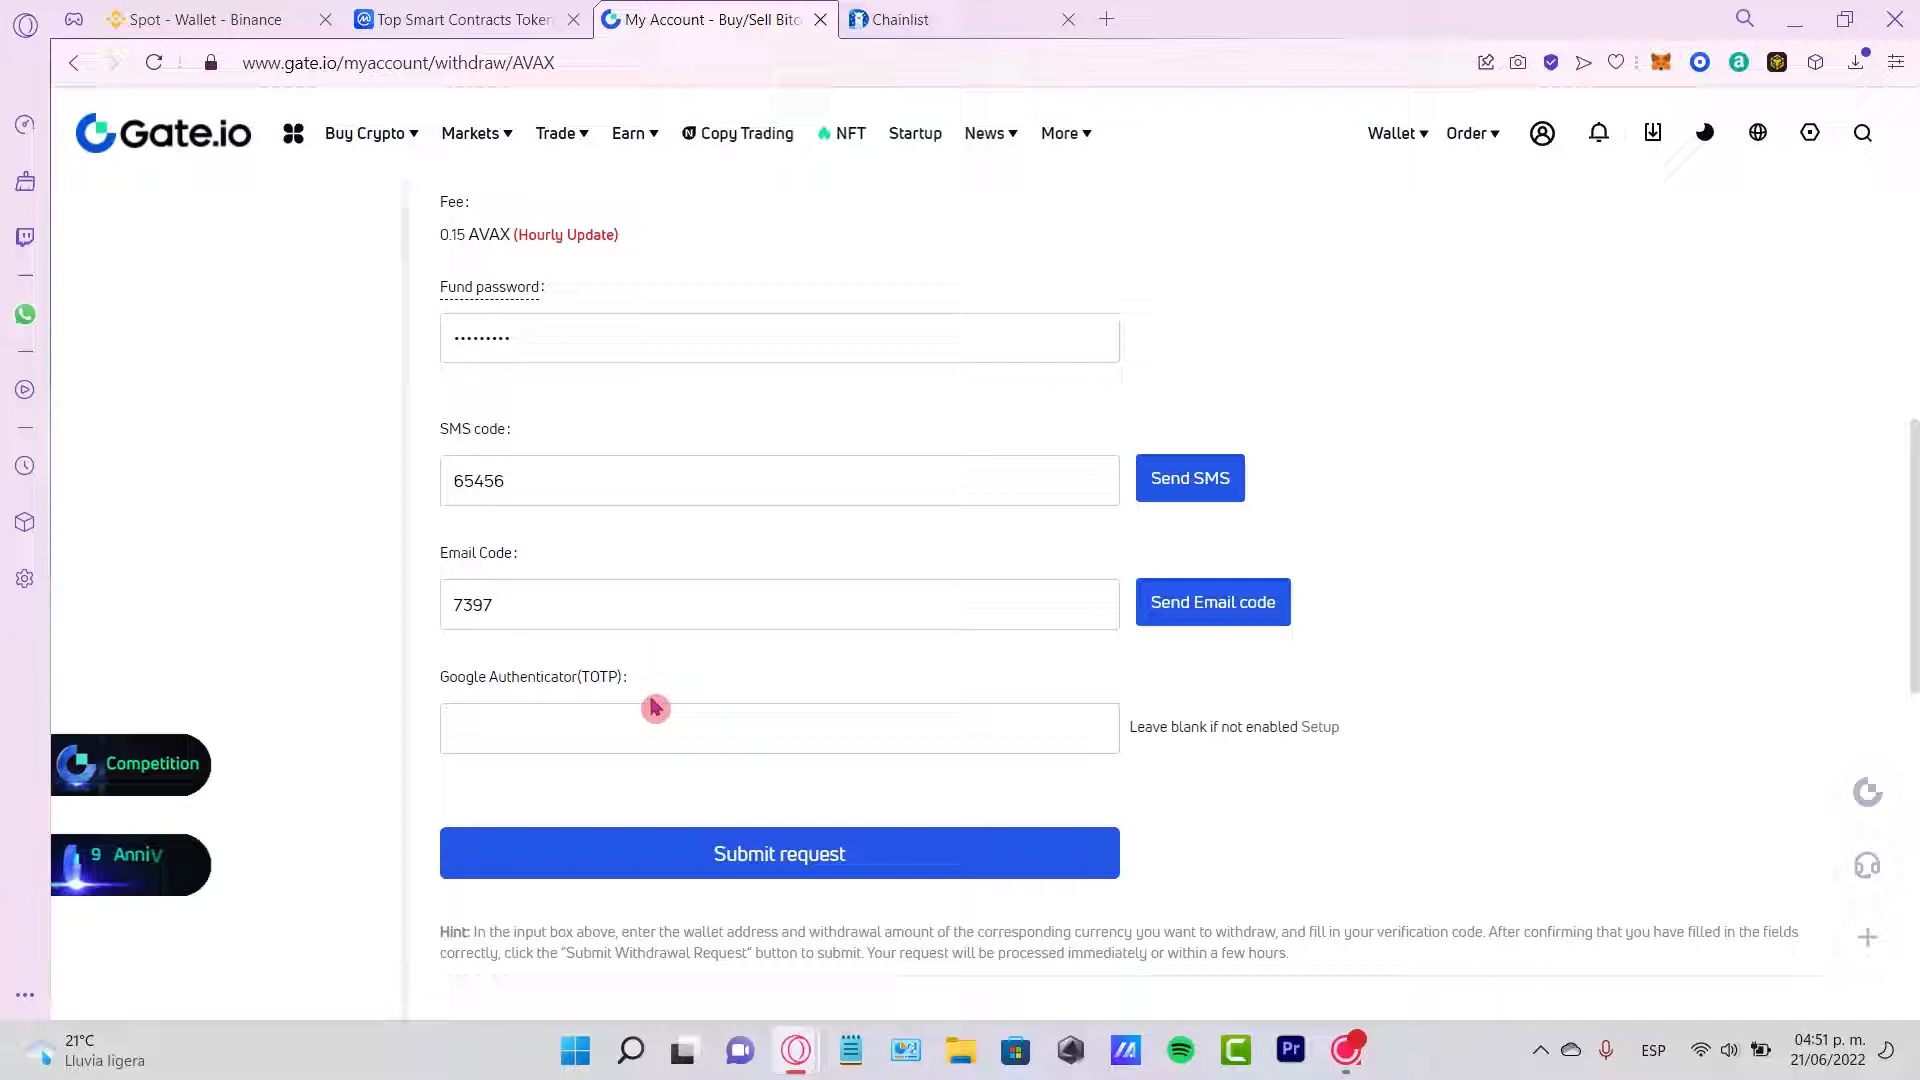 Spot - Wallet - Binance
Top Smart Contracts Token
My Account - Buy/Sell Bitc
Chainlist
www.gate.io/myaccount/withdraw/AVAX
Gate.io
Buy Crypto
Markets
Trade
Earn
Copy Trading
NFT
Startup
News
More
Wallet
Order
Fee:
0.15 AVAX (Hourly Update)
Fund password:
•••••••••
SMS code:
65456
Send SMS
Email Code:
7397
Send Email code
Google Authenticator(TOTP):
Leave blank if not enabled Setup
Competition
9 Anniv
Submit request
Hint: In the input box above, enter the wallet address and withdrawal amount of the corresponding currency you want to withdraw, and fill in your verification code. After confirming that you have filled in the fields
correctly, click the "Submit Withdrawal Request" button to submit. Your request will be processed immediately or within a few hours.
21°C
Lluvia ligera
Pr
ESP
04:51 p. m.
21/06/2022